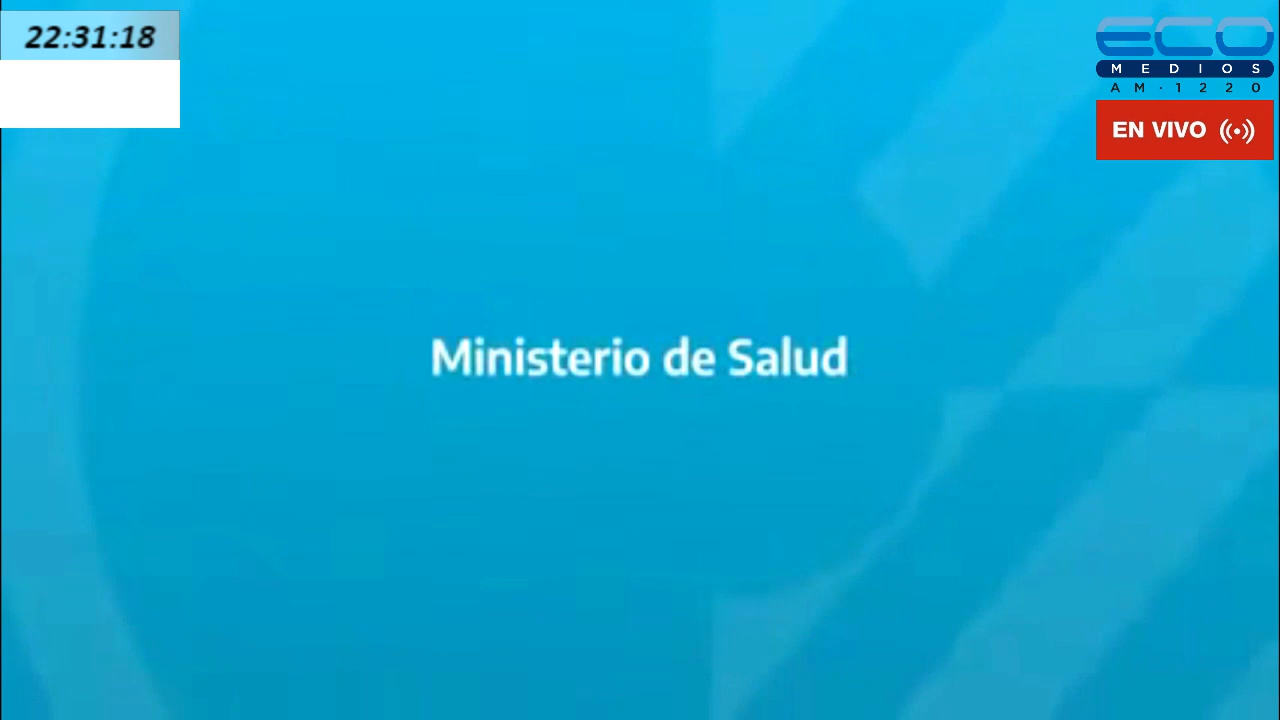 22:31:18
ECO
MEDIOS
AM·1220
EN VIVO
Ministerio de Salud